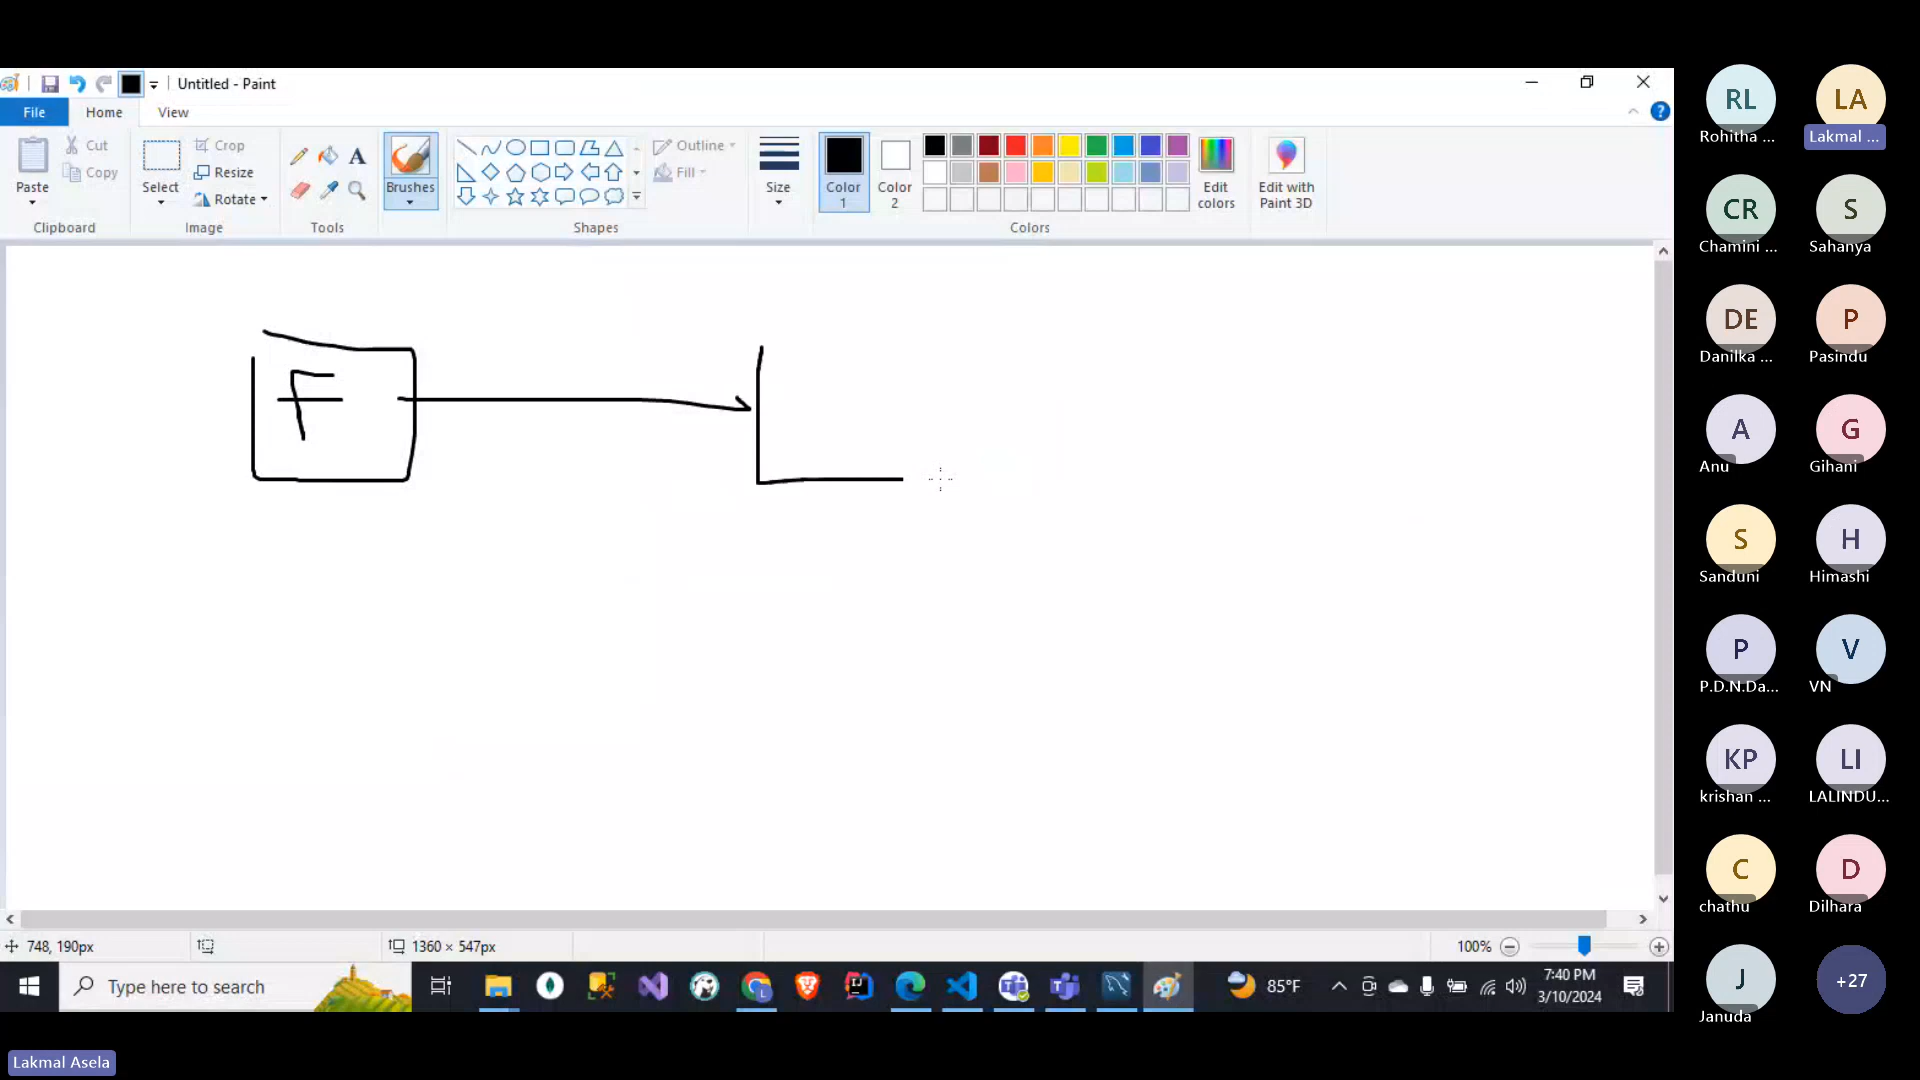 Untitled - Paint
File
Home
View
Paste
Cut
Copy
Clipboard
Select
Crop
Resize
Rotate
Image
A
Tools
Brushes
Shapes
Outline
Fill
Size
Color
1
Color
2
Edit
colors
Edit with
Paint 3D
Colors
F
748, 190px
1360 × 547px
100%
Type here to search
85°F
7:40 PM
3/10/2024
RL
Rohitha ...
LA
Lakmal ...
CR
Chamini ...
S
Sahanya
DE
Danilka ...
P
Pasindu
A
Anu
G
Gihani
S
Sanduni
H
Himashi
P
P.D.N.Da...
V
VN
KP
krishan ...
LI
LALINDU...
C
chathu
D
Dilhara
J
Januda
+27
Lakmal Asela